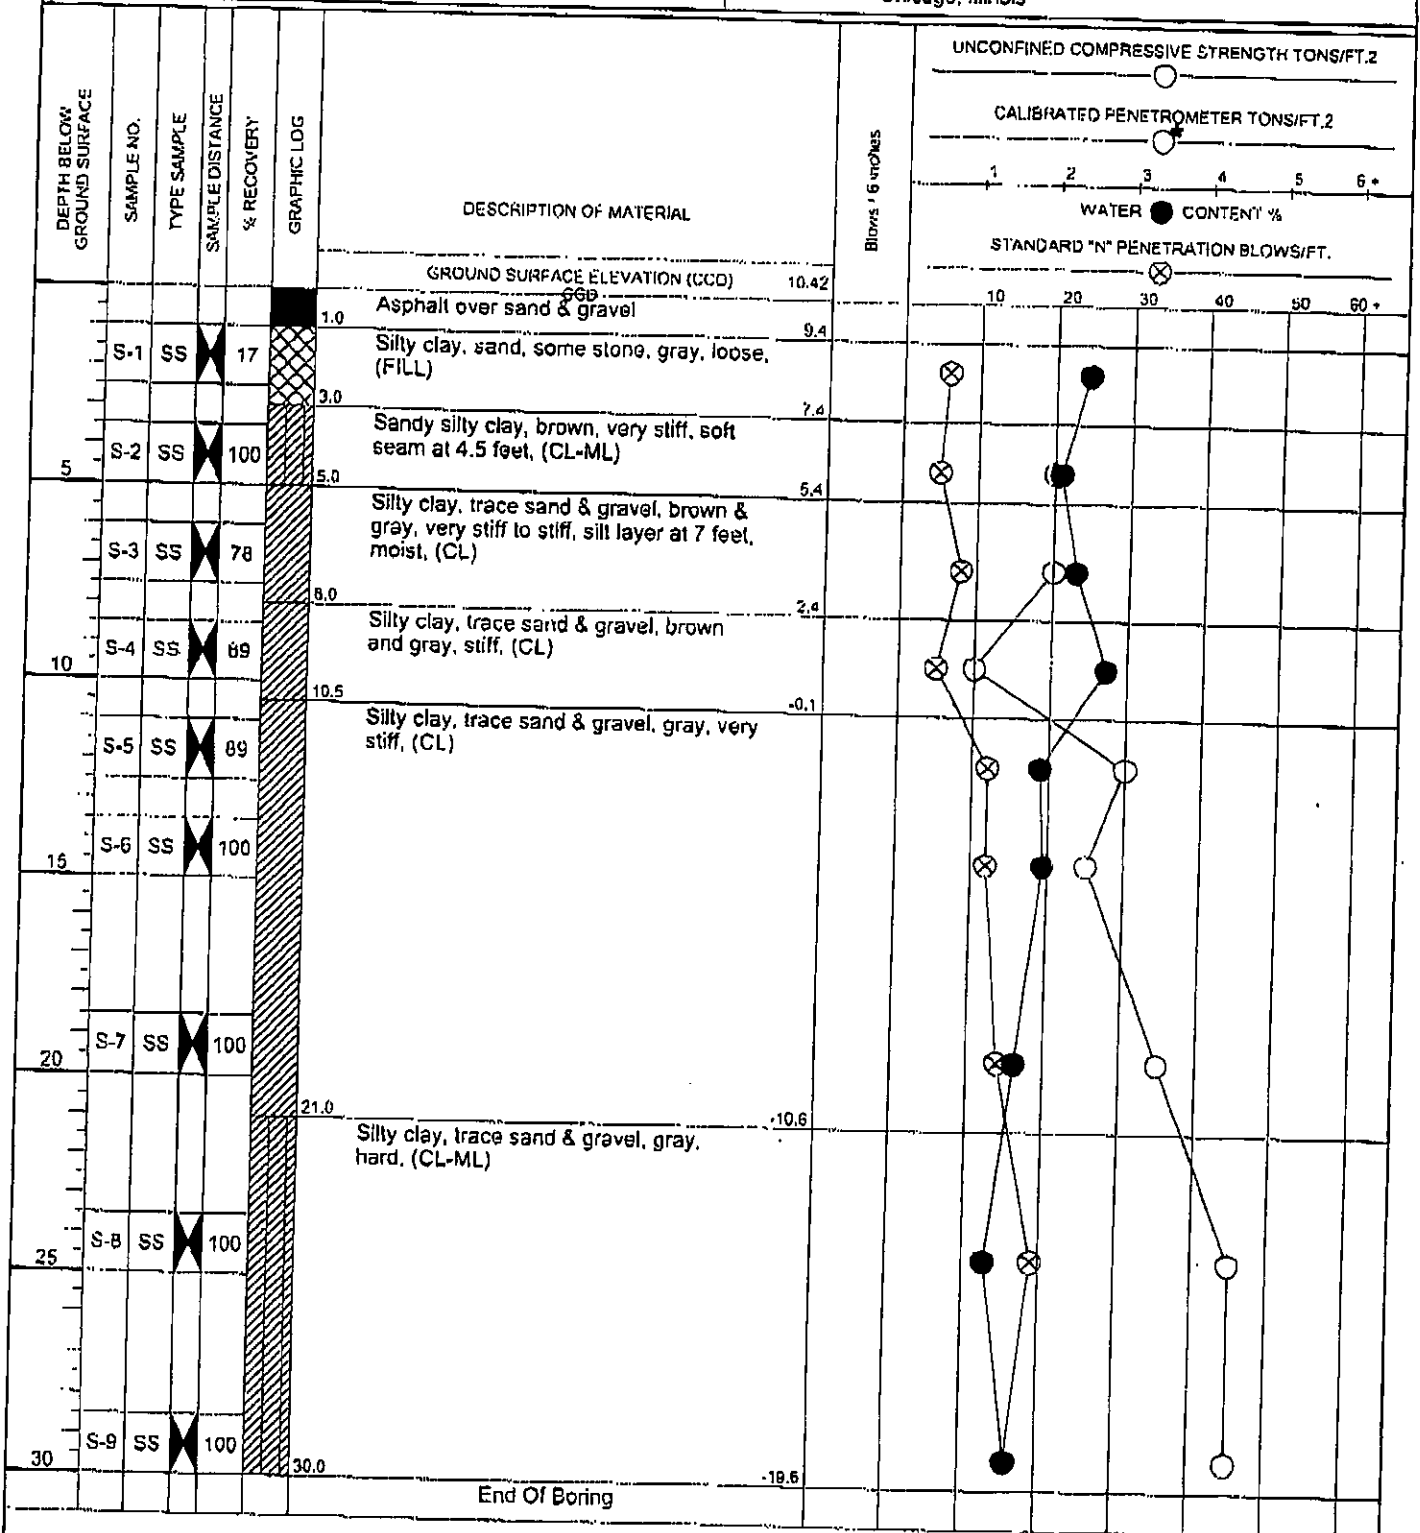 Chicago, Illinois
DEPTH BELOW
GROUND SURFACE
SAMPLE NO.
TYPE SAMPLE
SAMPLE DISTANCE
% RECOVERY
GRAPHIC LOG
DESCRIPTION OF MATERIAL
Blows / 6 inches
UNCONFINED COMPRESSIVE STRENGTH TONS/FT.2
CALIBRATED PENETROMETER TONS/FT.2
*
1 2 3 4 5 6+
WATER CONTENT %
STANDARD "N" PENETRATION BLOWS/FT.
10 20 30 40 50 60+
GROUND SURFACE ELEVATION (CCD) 10.42
CCD
Asphalt over sand & gravel
1.0 9.4
S-1 SS 17
Silty clay, sand, some stone, gray, loose,
(FILL)
3.0 7.4
S-2 SS 100
Sandy silty clay, brown, very stiff, soft
seam at 4.5 feet, (CL-ML)
5 5.0 5.4
S-3 SS 78
Silty clay, trace sand & gravel, brown &
gray, very stiff to stiff, silt layer at 7 feet,
moist, (CL)
8.0 2.4
S-4 SS 89
Silty clay, trace sand & gravel, brown
and gray, stiff, (CL)
10
10.5 -0.1
S-5 SS 89
Silty clay, trace sand & gravel, gray, very
stiff, (CL)
S-6 SS 100
15
S-7 SS 100
20
21.0 -10.6
Silty clay, trace sand & gravel, gray,
hard, (CL-ML)
S-8 SS 100
25
S-9 SS 100
30 30.0 -19.6
End Of Boring